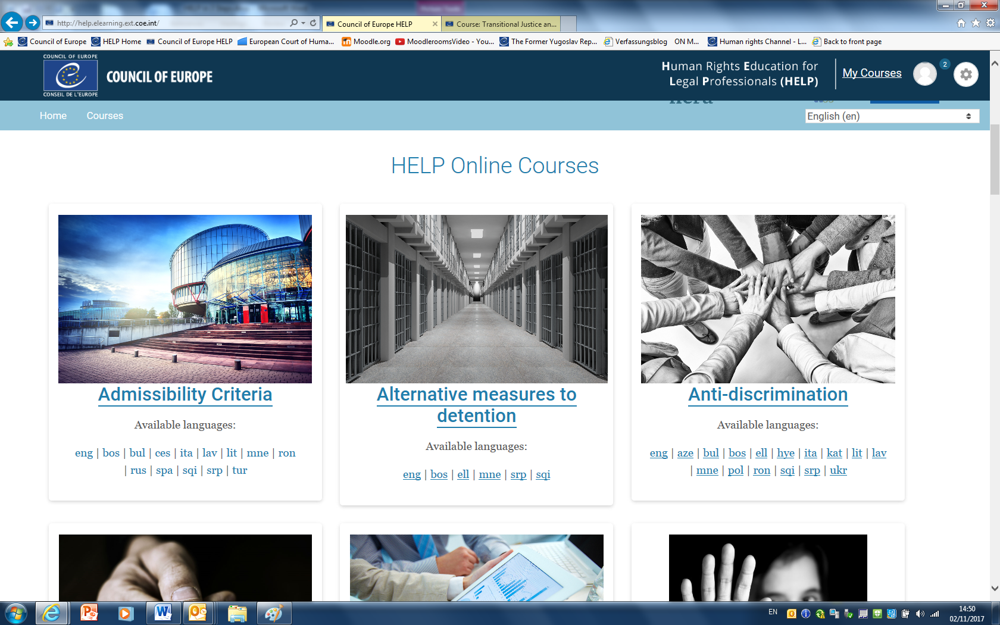 http://help.elearning.ext.coe.int/
Council of Europe HELP
Course: Transitional Justice an...
Council of Europe
HELP Home
Council of Europe HELP
European Court of Huma...
Moodle.org
MoodleroomsVideo - You...
The Former Yugoslav Rep...
Verfassungsblog
ON M...
Human rights Channel - L...
Back to front page
COUNCIL OF EUROPE
CONSEIL DE L'EUROPE
COUNCIL OF EUROPE
Human Rights Education for
Legal Professionals (HELP)
My Courses
2
Home
Courses
English (en)
HELP Online Courses
Admissibility Criteria
Available languages:
eng | bos | bul | ces | ita | lav | lit | mne | ron
| rus | spa | sqi | srp | tur
Alternative measures to
detention
Available languages:
eng | bos | ell | mne | srp | sqi
Anti-discrimination
Available languages:
eng | aze | bul | bos | ell | hye | ita | kat | lit | lav
| mne | pol | ron | sqi | srp | ukr
EN
14:50
02/11/2017